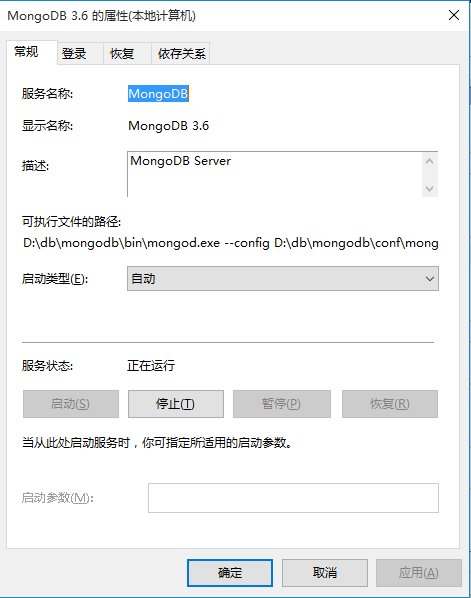 MongoDB 3.6 的属性(本地计算机)
常规 登录 恢复 依存关系
服务名称: MongoDB
显示名称: MongoDB 3.6
描述: MongoDB Server
可执行文件的路径:
D:\db\mongodb\bin\mongod.exe --config D:\db\mongodb\conf\mong
启动类型(E): 自动
服务状态: 正在运行
启动(S) 停止(T) 暂停(P) 恢复(R)
当从此处启动服务时，你可指定所适用的启动参数。
启动参数(M):
确定 取消 应用(A)